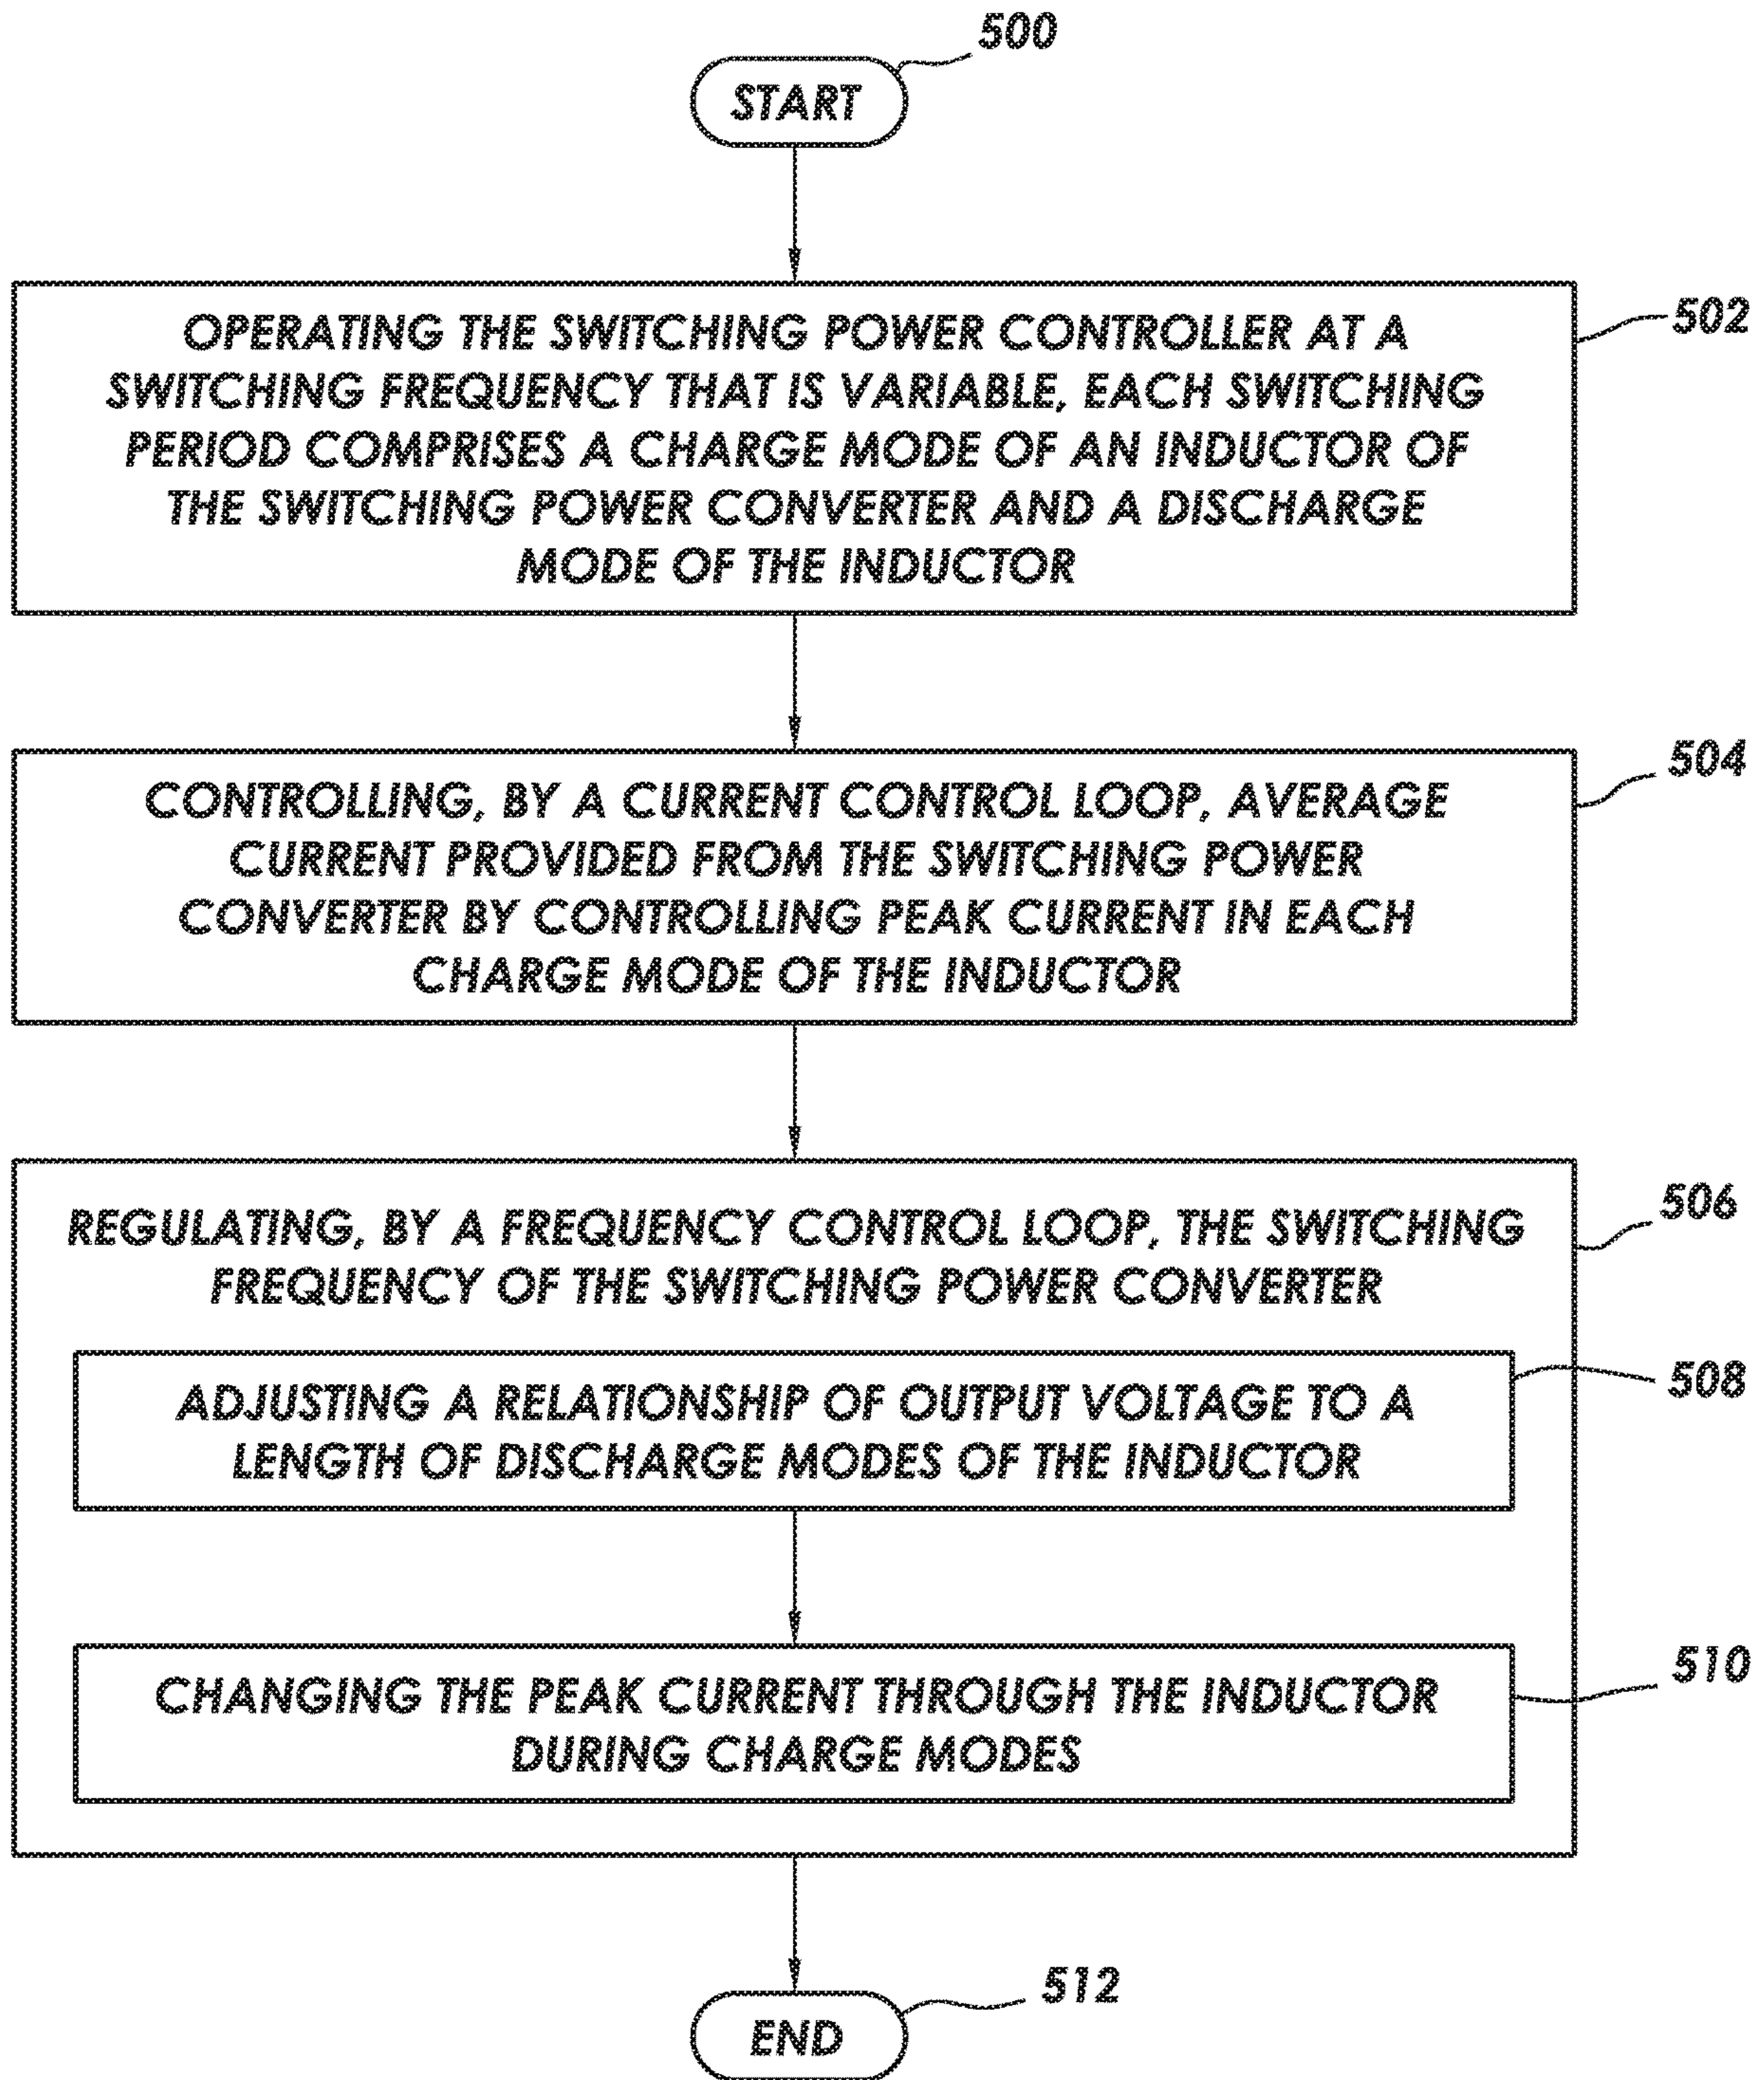 500
START
OPERATING THE SWITCHING POWER CONTROLLER AT A
502
SWITCHING FREQUENCY THAT IS VARIABLE, EACH SWITCHING
PERIOD COMPRISES A CHARGE MODE OF AN INDUCTOR OF
THE SWITCHING POWER CONVERTER AND A DISCHARGE
MODE OF THE INDUCTOR
504
CONTROLLING, BY A CURRENT CONTROL LOOP, AVERAGE
CURRENT PROVIDED FROM THE SWITCHING POWER
CONVERTER BY CONTROLLING PEAK CURRENT IN EACH
CHARGE MODE OF THE INDUCTOR
506
REGULATING, BY A FREQUENCY CONTROL LOOP, THE SWITCHING
FREQUENCY OF THE SWITCHING POWER CONVERTER
508
ADJUSTING A RELATIONSHIP OF OUTPUT VOLTAGE TO A
LENGTH OF DISCHARGE MODES OF THE INDUCTOR
510
CHANGING THE PEAK CURRENT THROUGH THE INDUCTOR
DURING CHARGE MODES
512
END